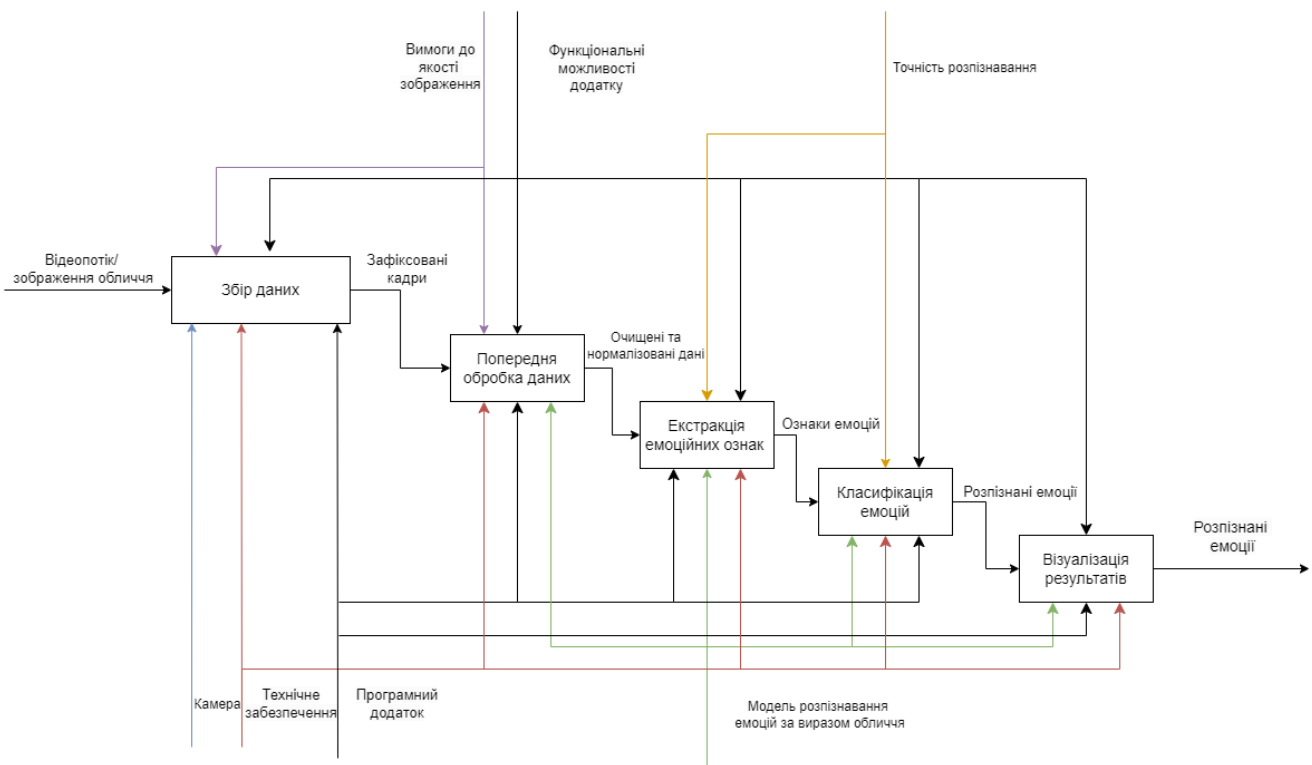 Вимоги до
якості
зображення
Функціональні
можливості
додатку
Точність розпізнавання
Відеопотік/
зображення обличчя
Збір даних
Зафіксовані
кадри
Попередня
обробка даних
Очищені та
нормалізовані дані
Екстракція
емоційних ознак
Ознаки емоцій
Класифікація
емоцій
Розпізнані емоції
Візуалізація
результатів
Розпізнані
емоції
Камера
Технічне
забезпечення
Програмний
додаток
Модель розпізнавання
емоцій за виразом обличчя